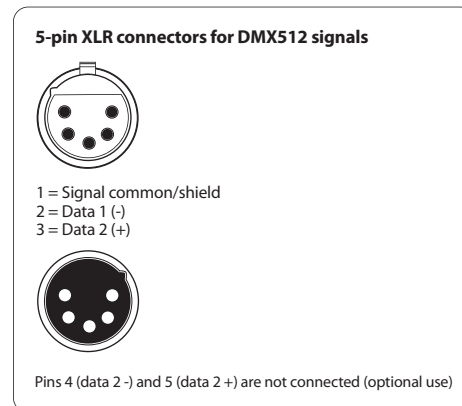 5-pin XLR connectors for DMX512 signals
1 = Signal common/shield
2 = Data 1 (-)
3 = Data 2 (+)
Pins 4 (data 2 -) and 5 (data 2 +) are not connected (optional use)